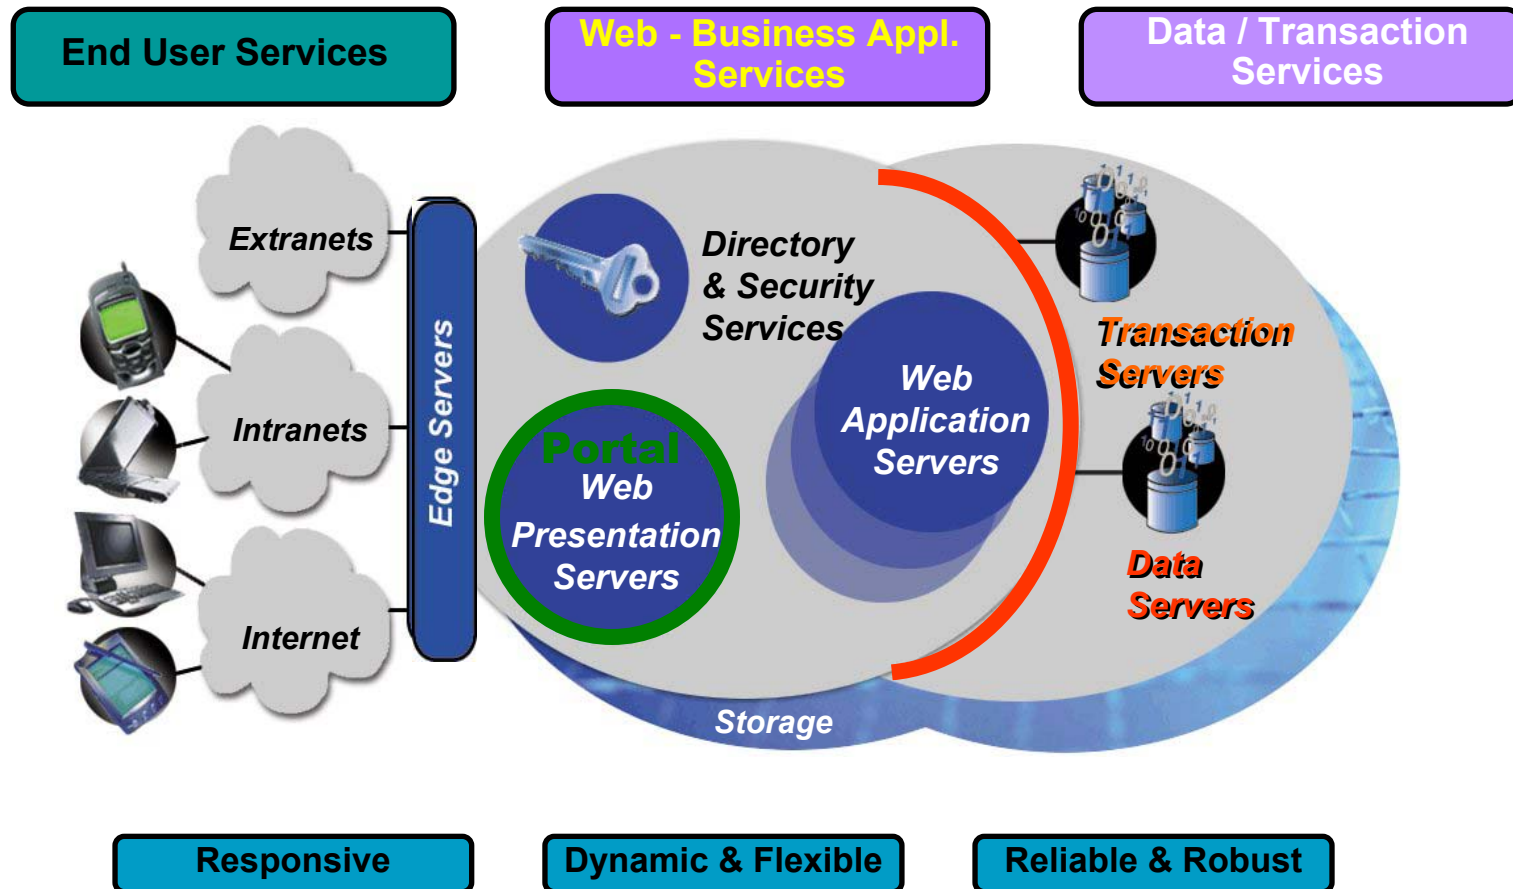 End User Services
Web - Business Appl.
Services
Data / Transaction
Services
Extranets
Intranets
Internet
Edge Servers
Directory
& Security
Services
Portal
Web
Presentation
Servers
Web
Application
Servers
Transaction
Servers
Data
Servers
Storage
Responsive
Dynamic & Flexible
Reliable & Robust